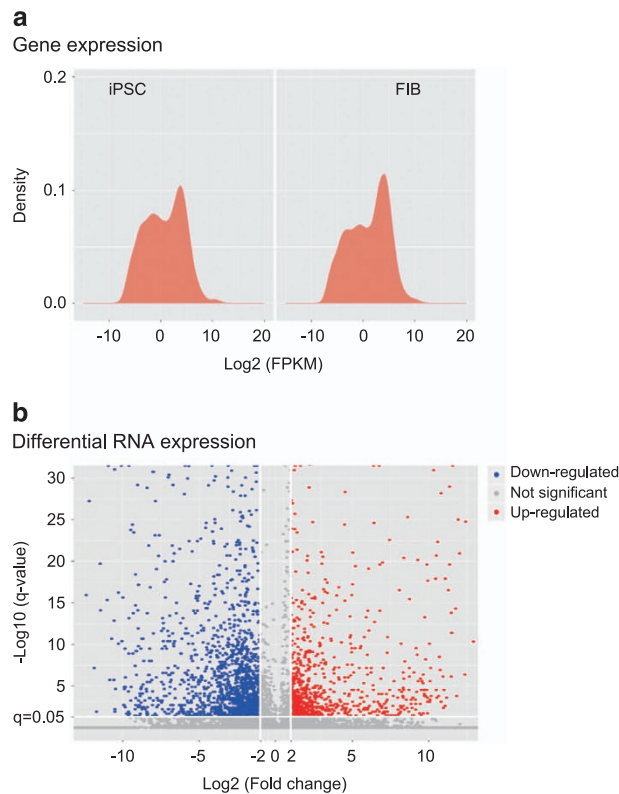 a
Gene expression
iPSC
FIB
0.2
0.1
0.0
Density
-10 0 10 20
-10 0 10 20
Log2 (FPKM)
b
Differential RNA expression
30
25
20
15
10
5
q=0.05
-Log10 (q-value)
-10 -5 -2 0 2 5 10
Log2 (Fold change)
Down-regulated
Not significant
Up-regulated